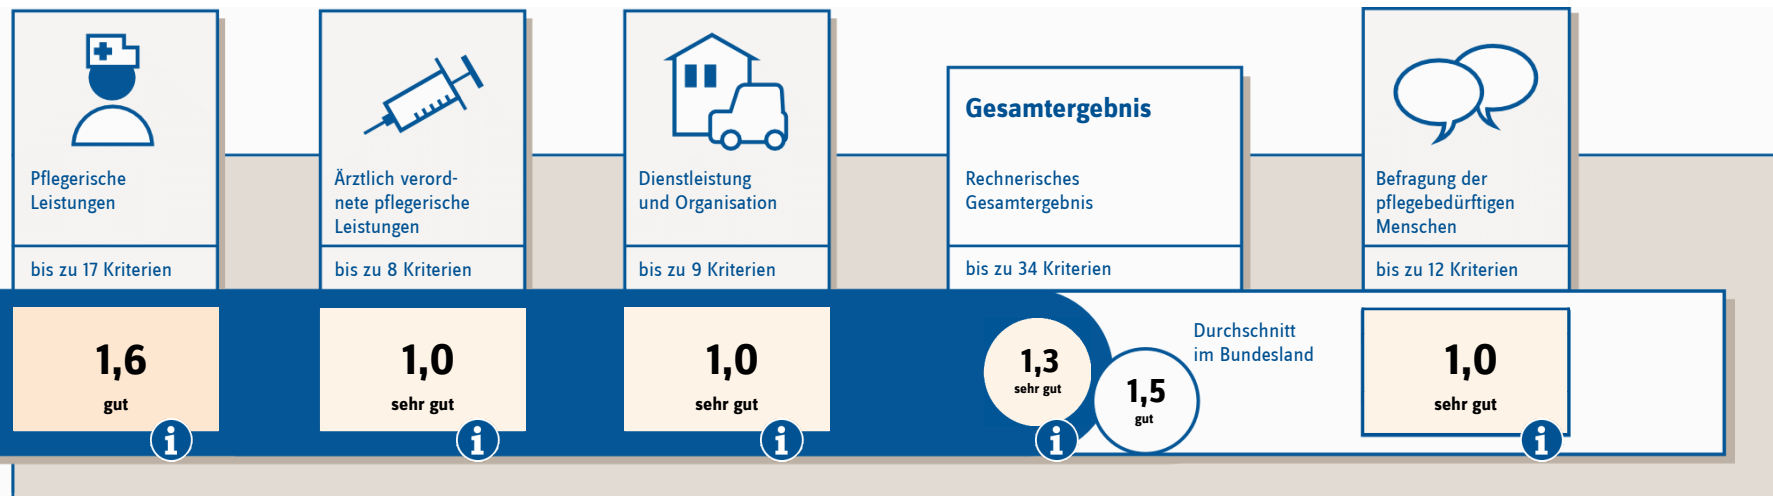 Pflegerische
Leistungen
bis zu 17 Kriterien
1,6
gut
Ärztlich verord-
nete pflegerische
Leistungen
bis zu 8 Kriterien
1,0
sehr gut
Dienstleistung
und Organisation
bis zu 9 Kriterien
1,0
sehr gut
Gesamtergebnis
Rechnerisches
Gesamtergebnis
bis zu 34 Kriterien
1,3
sehr gut
Durchschnitt
im Bundesland
1,5
gut
Befragung der
pflegebedürftigen
Menschen
bis zu 12 Kriterien
1,0
sehr gut